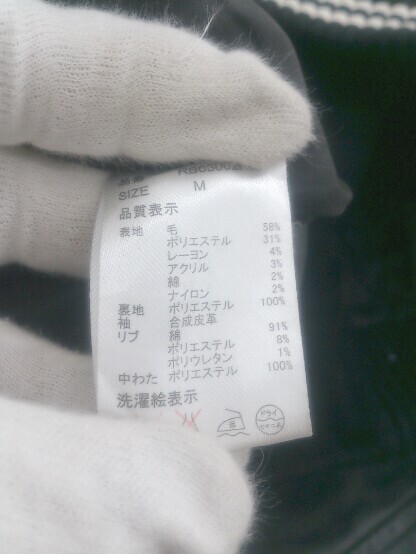 SIZE M
品質表示
表地 毛 58%
ポリエステル 31%
レーヨン 4%
アクリル 3%
綿 2%
ナイロン 2%
裏地 ポリエステル 100%
袖 合成皮革
リブ 綿 91%
ポリエステル 8%
ポリウレタン 1%
中わた ポリエステル 100%
洗濯絵表示
ドライ